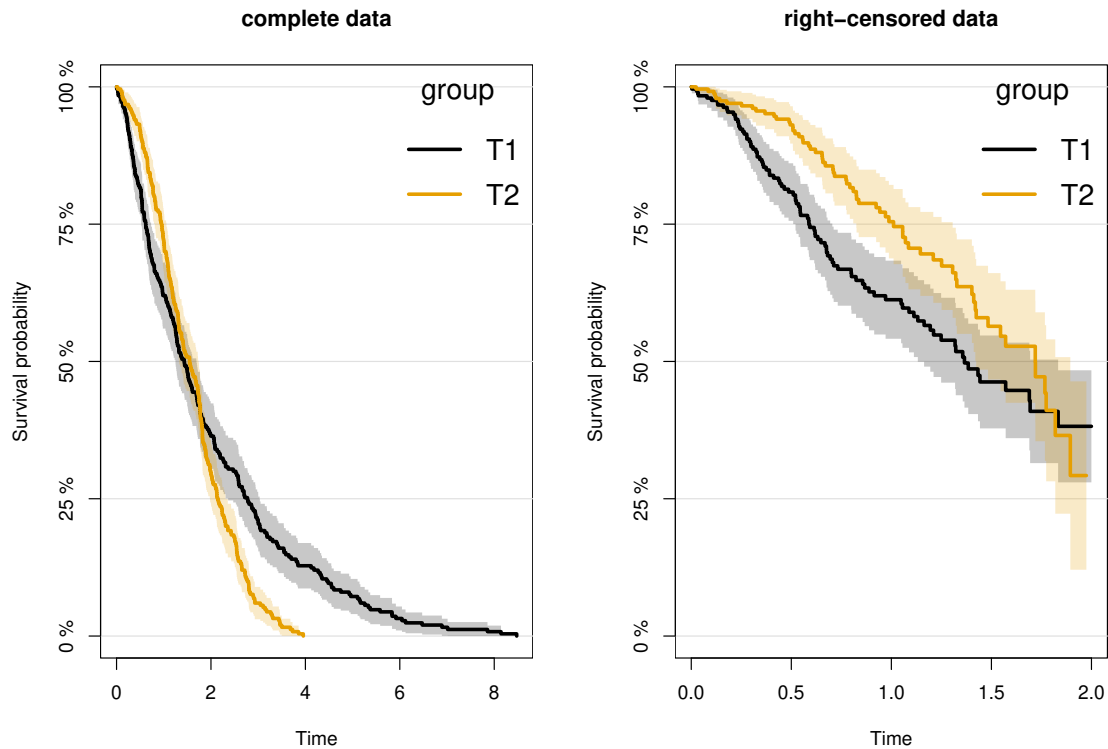 complete data
Survival probability
100 %
75 %
50 %
25 %
0 %
group
T1
T2
0
2
4
6
8
Time
right−censored data
Survival probability
100 %
75 %
50 %
25 %
0 %
group
T1
T2
0.0
0.5
1.0
1.5
2.0
Time